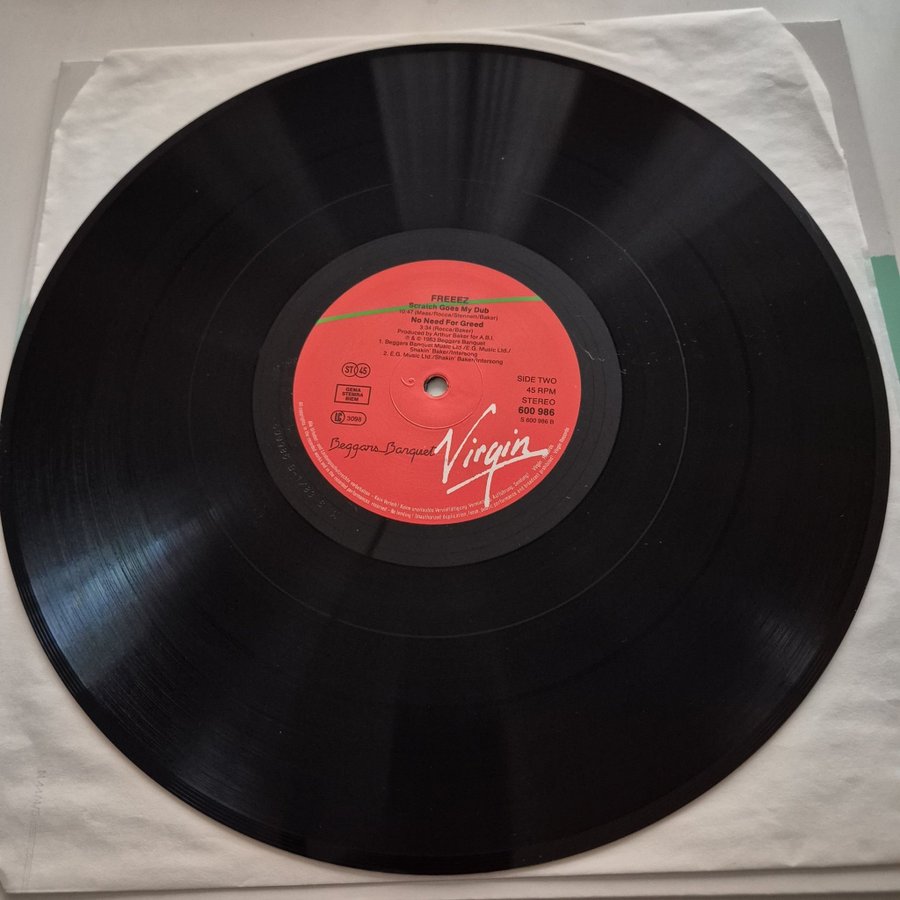 FREEEZ
Scratch Goes My Dub
10:47 (Maas/Rocca/Stennett/Baker)
No Need For Greed
3:34 (Rocca/Baker)
Produced by Arthur Baker for A.B.I.
℗ & © 1983 Beggars Banquet
1. Beggars Banquet Music Ltd./E.G. Music Ltd./
Shakin' Baker/Intersong
2. E.G. Music Ltd./Shakin' Baker/Intersong
ST 45
GEMA
STEMRA
BIEM
LC 3098
SIDE TWO
45 RPM
STEREO
600 986
S 600 986 B
Beggars Banquet
Virgin